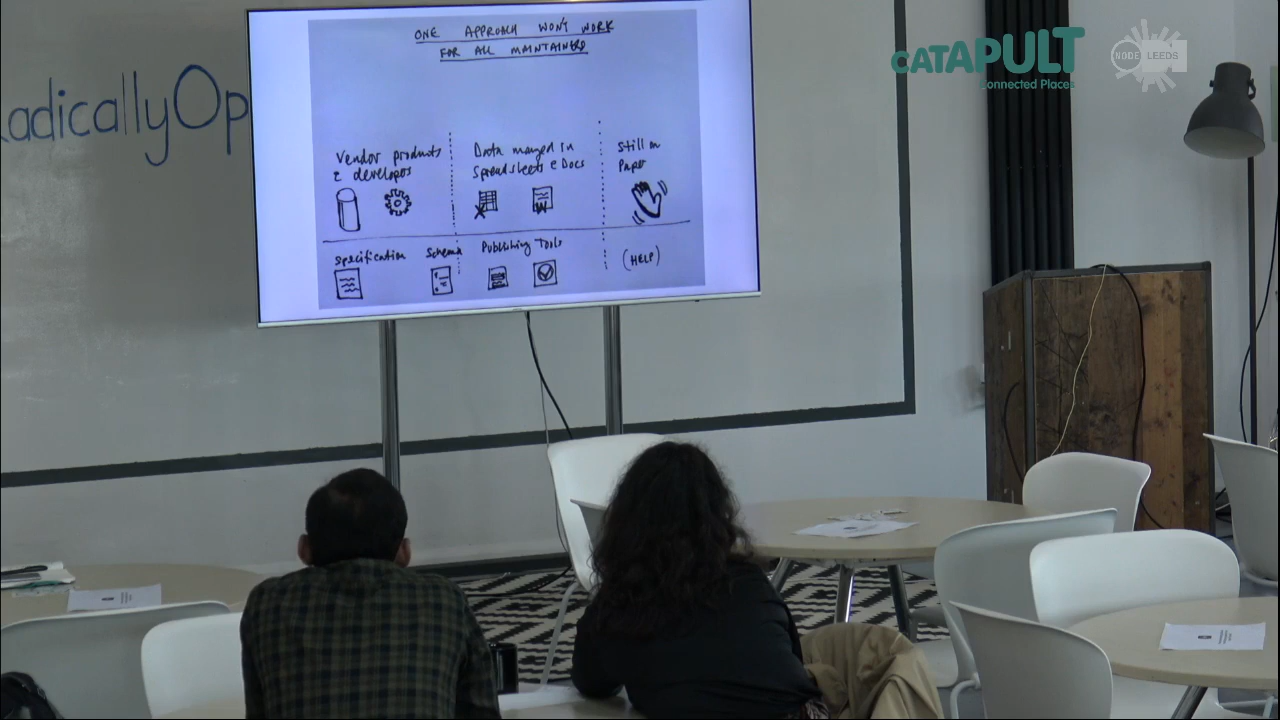 ONE APPROACH WON'T WORK
FOR ALL MAINTAINERS
Vendor products
& developers
Data managed in
Spreadsheets & Docs
Still on
Paper
Specification
Schema
Publishing Tools
(HELP)
adicallyOp
CATAPULT
Connected Places
NODE
LEEDS